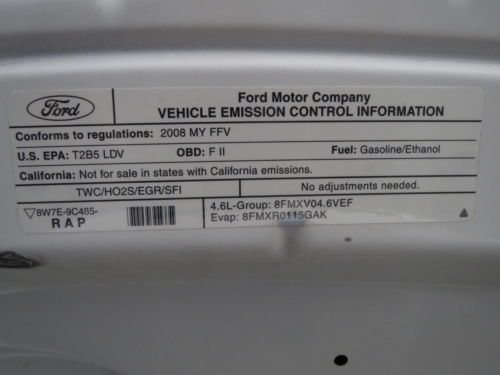 Ford
Ford Motor Company
VEHICLE EMISSION CONTROL INFORMATION
Conforms to regulations: 2008 MY FFV
U.S. EPA: T2B5 LDV OBD: F II Fuel: Gasoline/Ethanol
California: Not for sale in states with California emissions.
TWC/HO2S/EGR/SFI No adjustments needed.
8W7E-9C485-
R A P
4.6L-Group: 8FMXV04.6VEF
Evap: 8FMXR0115GAK